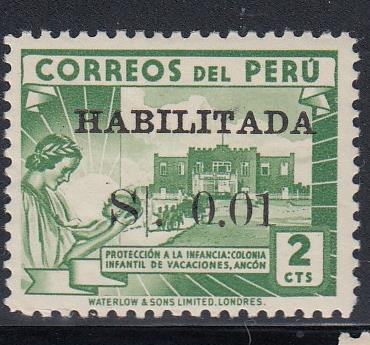 CORREOS DEL PERÚ
HABILITADA
S/. 0.01
PROTECCIÓN A LA INFANCIA: COLONIA
INFANTIL DE VACACIONES, ANCÓN
2
CTS
WATERLOW & SONS LIMITED, LONDRES.